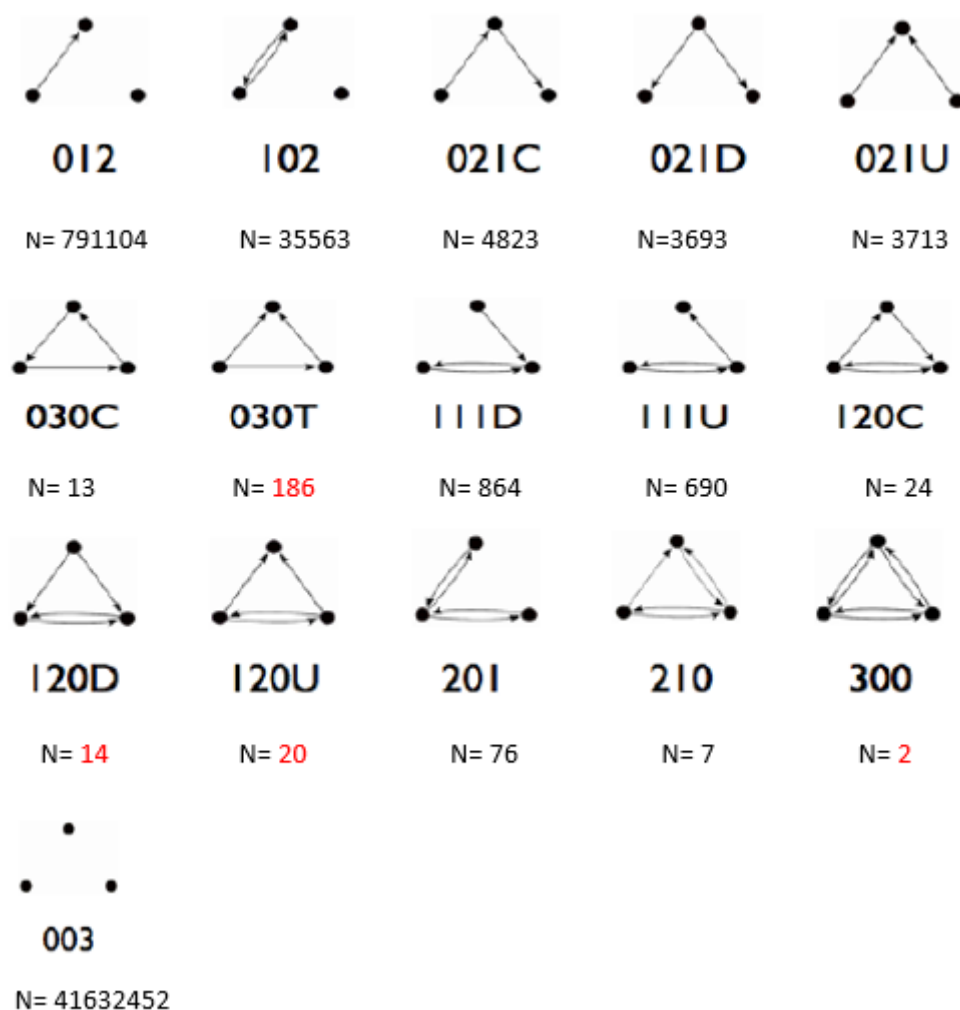 012 102 021C 021D 021U
N= 791104 N= 35563 N= 4823 N=3693 N= 3713
030C 030T 111D 111U 120C
N= 13 N= 186 N= 864 N= 690 N= 24
120D 120U 201 210 300
N= 14 N= 20 N= 76 N= 7 N= 2
003
N= 41632452